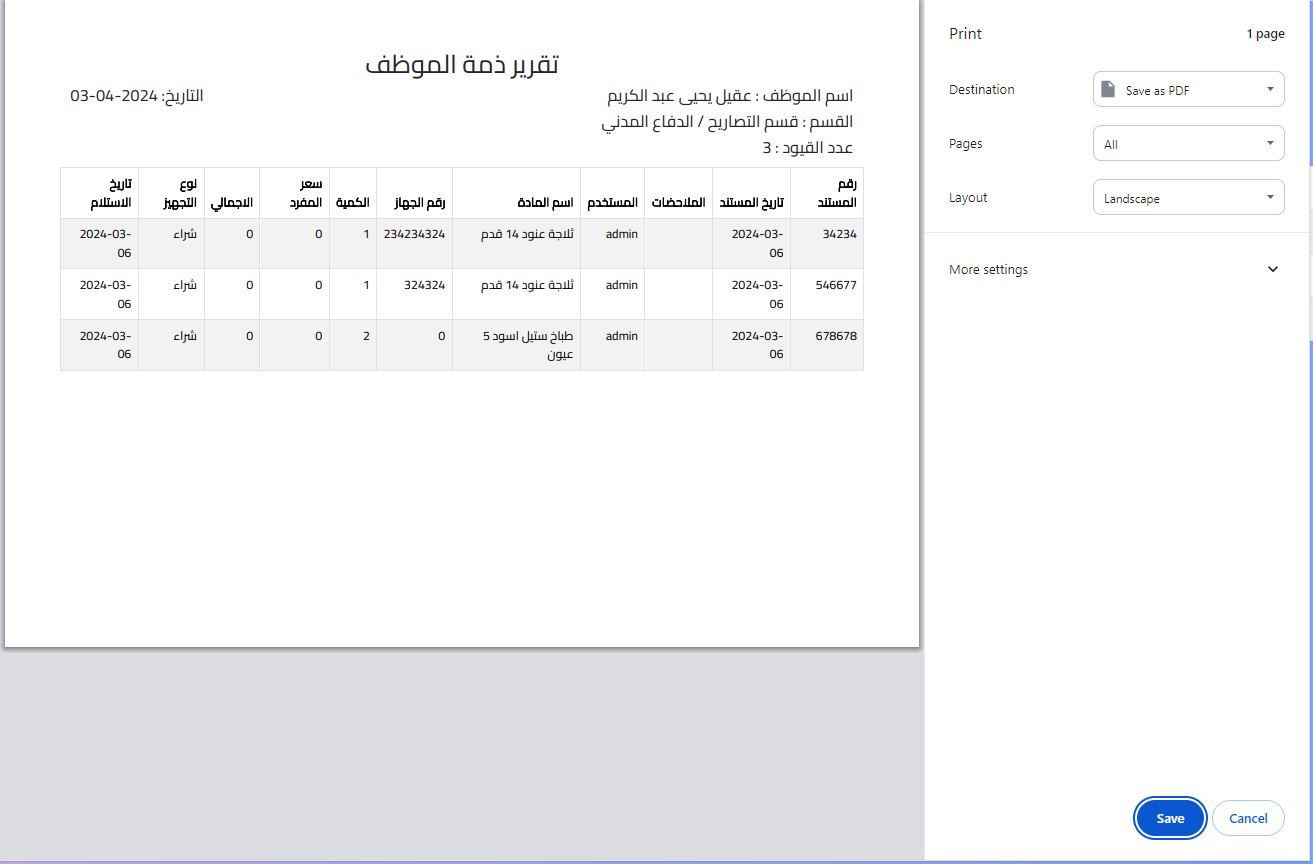 تقرير ذمة الموظف
اسم الموظف : عقيل يحيى عبد الكريم
التاريخ: 2024-04-03
القسم : قسم التصاريح / الدفاع المدني
عدد القيود : 3
رقم المستند تاريخ المستند الملاحضات المستخدم اسم المادة رقم الجهاز الكمية سعر المفرد الاجمالي نوع التجهيز تاريخ الاستلام
34234 2024-03-06 admin ثلاجة عنود 14 قدم 234234324 1 0 0 شراء 2024-03-06
546677 2024-03-06 admin ثلاجة عنود 14 قدم 324324 1 0 0 شراء 2024-03-06
678678 2024-03-06 admin طباخ ستيل اسود 5 عيون 0 2 0 0 شراء 2024-03-06
Print 1 page
Destination Save as PDF
Pages All
Layout Landscape
More settings
Save Cancel